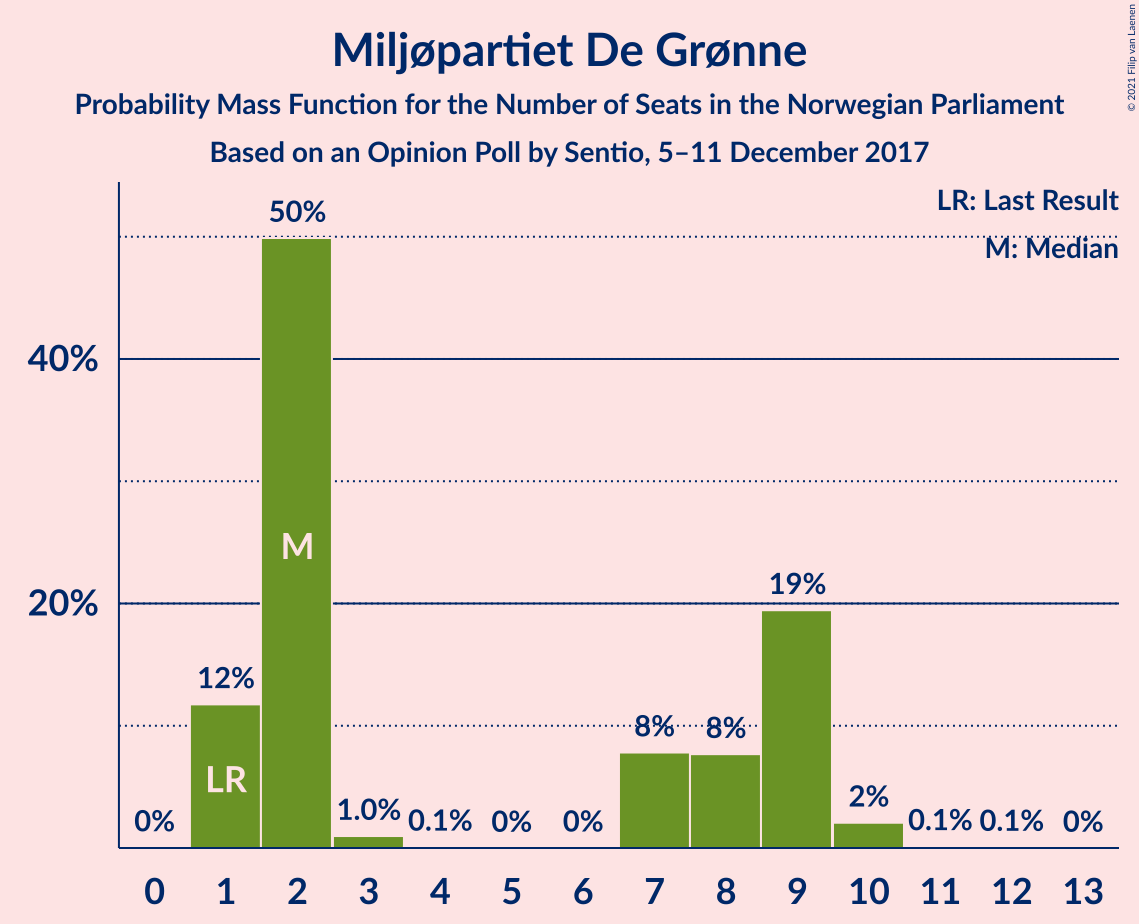 Miljøpartiet De Grønne
Probability Mass Function for the Number of Seats in the Norwegian Parliament
Based on an Opinion Poll by Sentio, 5–11 December 2017
© 2021 Filip van Laenen
LR: Last Result
M: Median
50%
40%
M
20%
19%
12%
8%
8%
LR
0%
1.0%
0.1%
0%
0%
2%
0.1%
0.1%
0%
0 1 2 3 4 5 6 7 8 9 10 11 12 13